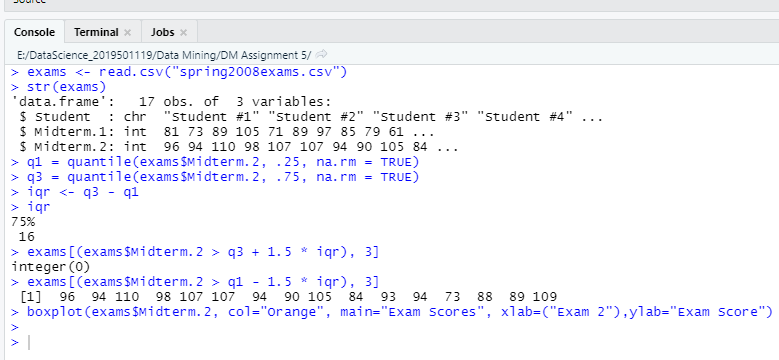 Source
Console Terminal × Jobs ×
E:/DataScience_2019501119/Data Mining/DM Assignment 5/
> exams <- read.csv("spring2008exams.csv")
> str(exams)
'data.frame':   17 obs. of  3 variables:
 $ Student  : chr  "Student #1" "Student #2" "Student #3" "Student #4" ...
 $ Midterm.1: int  81 73 89 105 71 89 97 85 79 61 ...
 $ Midterm.2: int  96 94 110 98 107 107 94 90 105 84 ...
> q1 = quantile(exams$Midterm.2, .25, na.rm = TRUE)
> q3 = quantile(exams$Midterm.2, .75, na.rm = TRUE)
> iqr <- q3 - q1
> iqr
75%
 16
> exams[(exams$Midterm.2 > q3 + 1.5 * iqr), 3]
integer(0)
> exams[(exams$Midterm.2 > q1 - 1.5 * iqr), 3]
 [1]  96  94 110  98 107 107  94  90 105  84  93  94  73  88  89 109
> boxplot(exams$Midterm.2, col="Orange", main="Exam Scores", xlab=("Exam 2"),ylab="Exam Score")
>
>